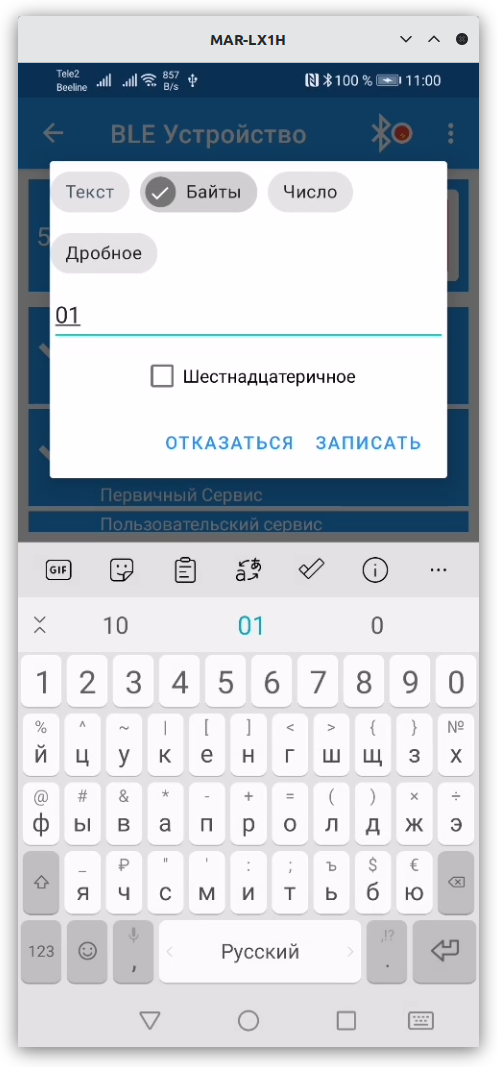 MAR-LX1H
Tele2
Beeline
857
B/s
100 %
11:00
BLE Устройство
5
Текст
Байты
Число
Дробное
01
Шестнадцатеричное
ОТКАЗАТЬСЯ ЗАПИСАТЬ
Первичный Сервис
Пользовательский сервис
GIF
10 01 0
1 2 3 4 5 6 7 8 9 0
% ^ ~ | [ ] < > { } №
й ц у к е н г ш щ з х
@ # & * - + = ( ) × ÷
ф ы в а п р о л д ж э
_ ₽ " ' : ; ъ $ €
я ч с м и т ь б ю
,!?
123 , Русский .